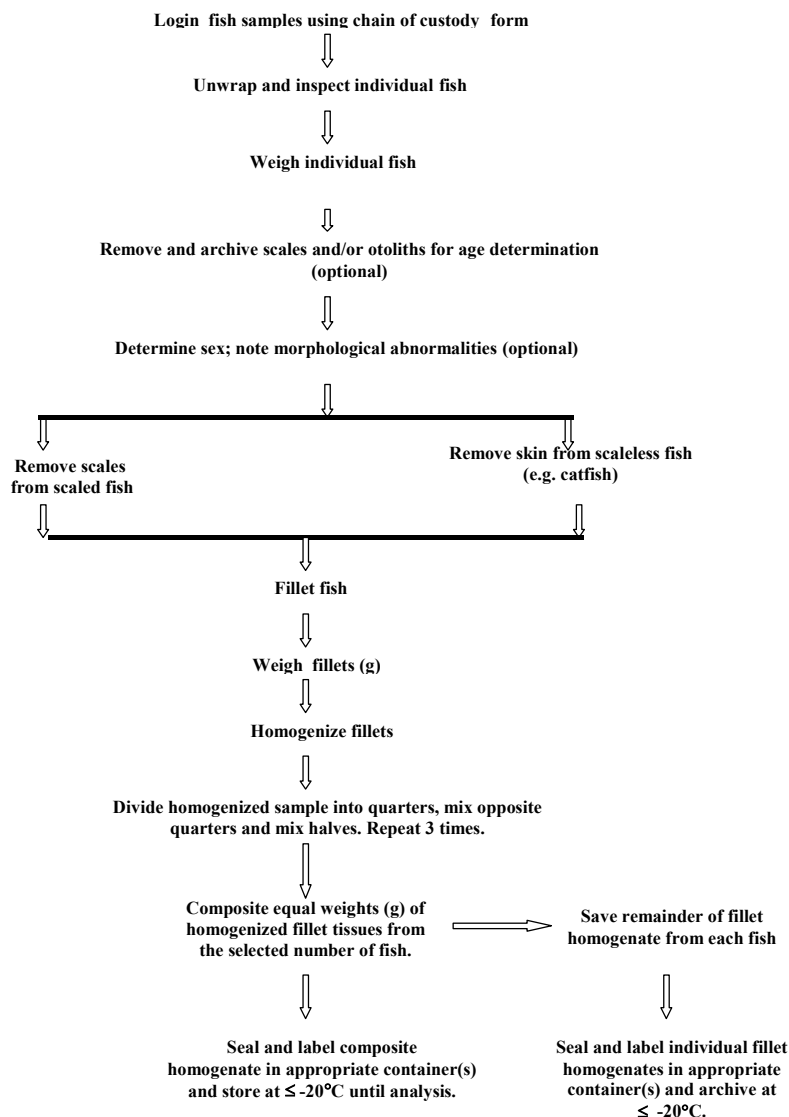 Login fish samples using chain of custody form
Unwrap and inspect individual fish
Weigh individual fish
Remove and archive scales and/or otoliths for age determination
(optional)
Determine sex; note morphological abnormalities (optional)
Remove scales
from scaled fish
Remove skin from scaleless fish
(e.g. catfish)
Fillet fish
Weigh fillets (g)
Homogenize fillets
Divide homogenized sample into quarters, mix opposite
quarters and mix halves. Repeat 3 times.
Composite equal weights (g) of
homogenized fillet tissues from
the selected number of fish.
Save remainder of fillet
homogenate from each fish
Seal and label composite
homogenate in appropriate container(s)
and store at ≤ -20°C until analysis.
Seal and label individual fillet
homogenates in appropriate
container(s) and archive at
≤ -20°C.